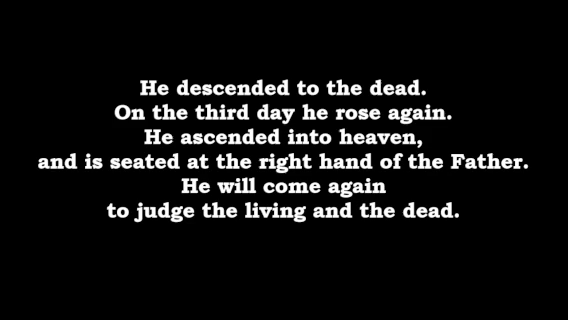 He descended to the dead.
On the third day he rose again.
He ascended into heaven,
and is seated at the right hand of the Father.
He will come again
to judge the living and the dead.